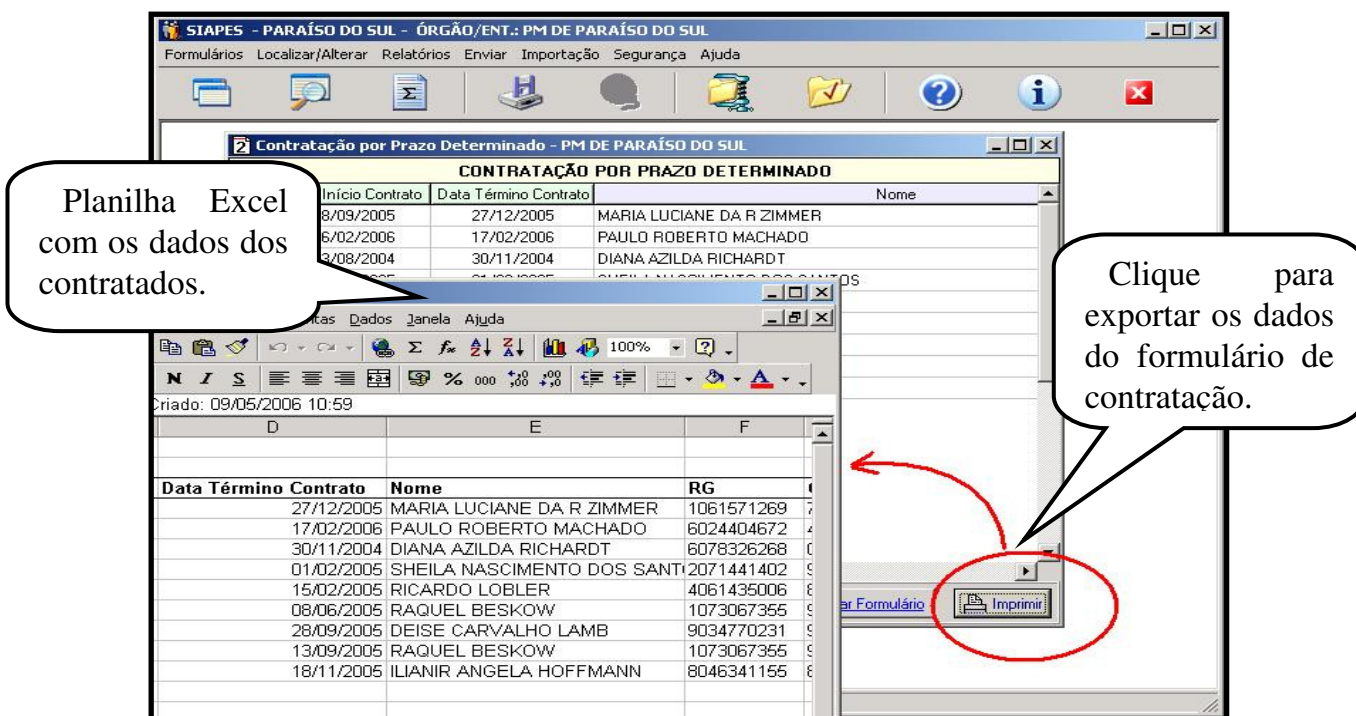 SIAPES - PARAÍSO DO SUL - ÓRGÃO/ENT.: PM DE PARAÍSO DO SUL
Formulários Localizar/Alterar Relatórios Enviar Importação Segurança Ajuda
Contratação por Prazo Determinado - PM DE PARAÍSO DO SUL
CONTRATAÇÃO POR PRAZO DETERMINADO
Início Contrato Data Término Contrato Nome
8/09/2005 27/12/2005 MARIA LUCIANE DA R ZIMMER
6/02/2006 17/02/2006 PAULO ROBERTO MACHADO
3/08/2004 30/11/2004 DIANA AZILDA RICHARDT
Planilha Excel
com os dados dos
contratados.
Clique para
exportar os dados
do formulário de
contratação.
tas Dados Janela Ajuda
100%
N I S % 000
Criado: 09/05/2006 10:59
D E F
Data Término Contrato Nome RG
27/12/2005 MARIA LUCIANE DA R ZIMMER 1061571269
17/02/2006 PAULO ROBERTO MACHADO 6024404672
30/11/2004 DIANA AZILDA RICHARDT 6078326268
01/02/2005 SHEILA NASCIMENTO DOS SANT 2071441402
15/02/2005 RICARDO LOBLER 4061435006
08/06/2005 RAQUEL BESKOW 1073067355
28/09/2005 DEISE CARVALHO LAMB 9034770231
13/09/2005 RAQUEL BESKOW 1073067355
18/11/2005 ILIANIR ANGELA HOFFMANN 8046341155
ar Formulário Imprimir